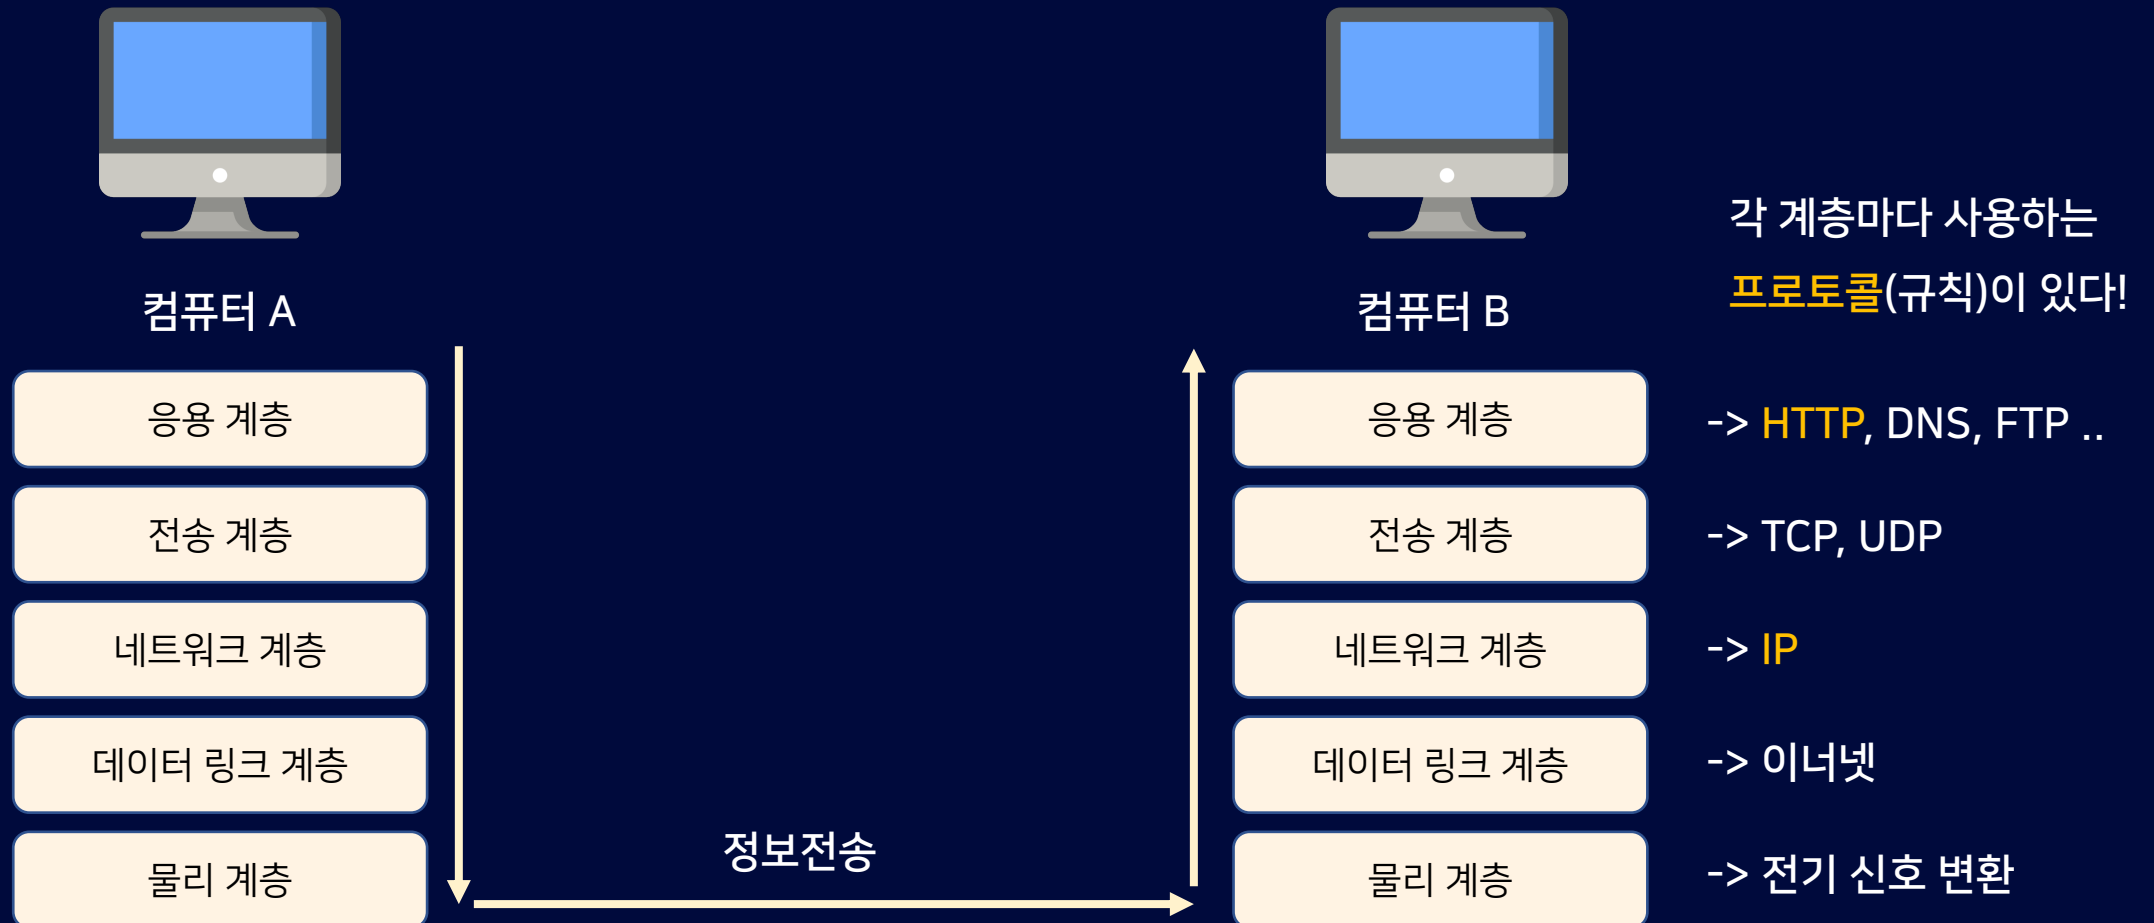 컴퓨터 A
컴퓨터 B
각 계층마다 사용하는
프로토콜(규칙)이 있다!
응용 계층
전송 계층
네트워크 계층
데이터 링크 계층
물리 계층
정보전송
응용 계층
전송 계층
네트워크 계층
데이터 링크 계층
물리 계층
-> HTTP, DNS, FTP ..
-> TCP, UDP
-> IP
-> 이너넷
-> 전기 신호 변환